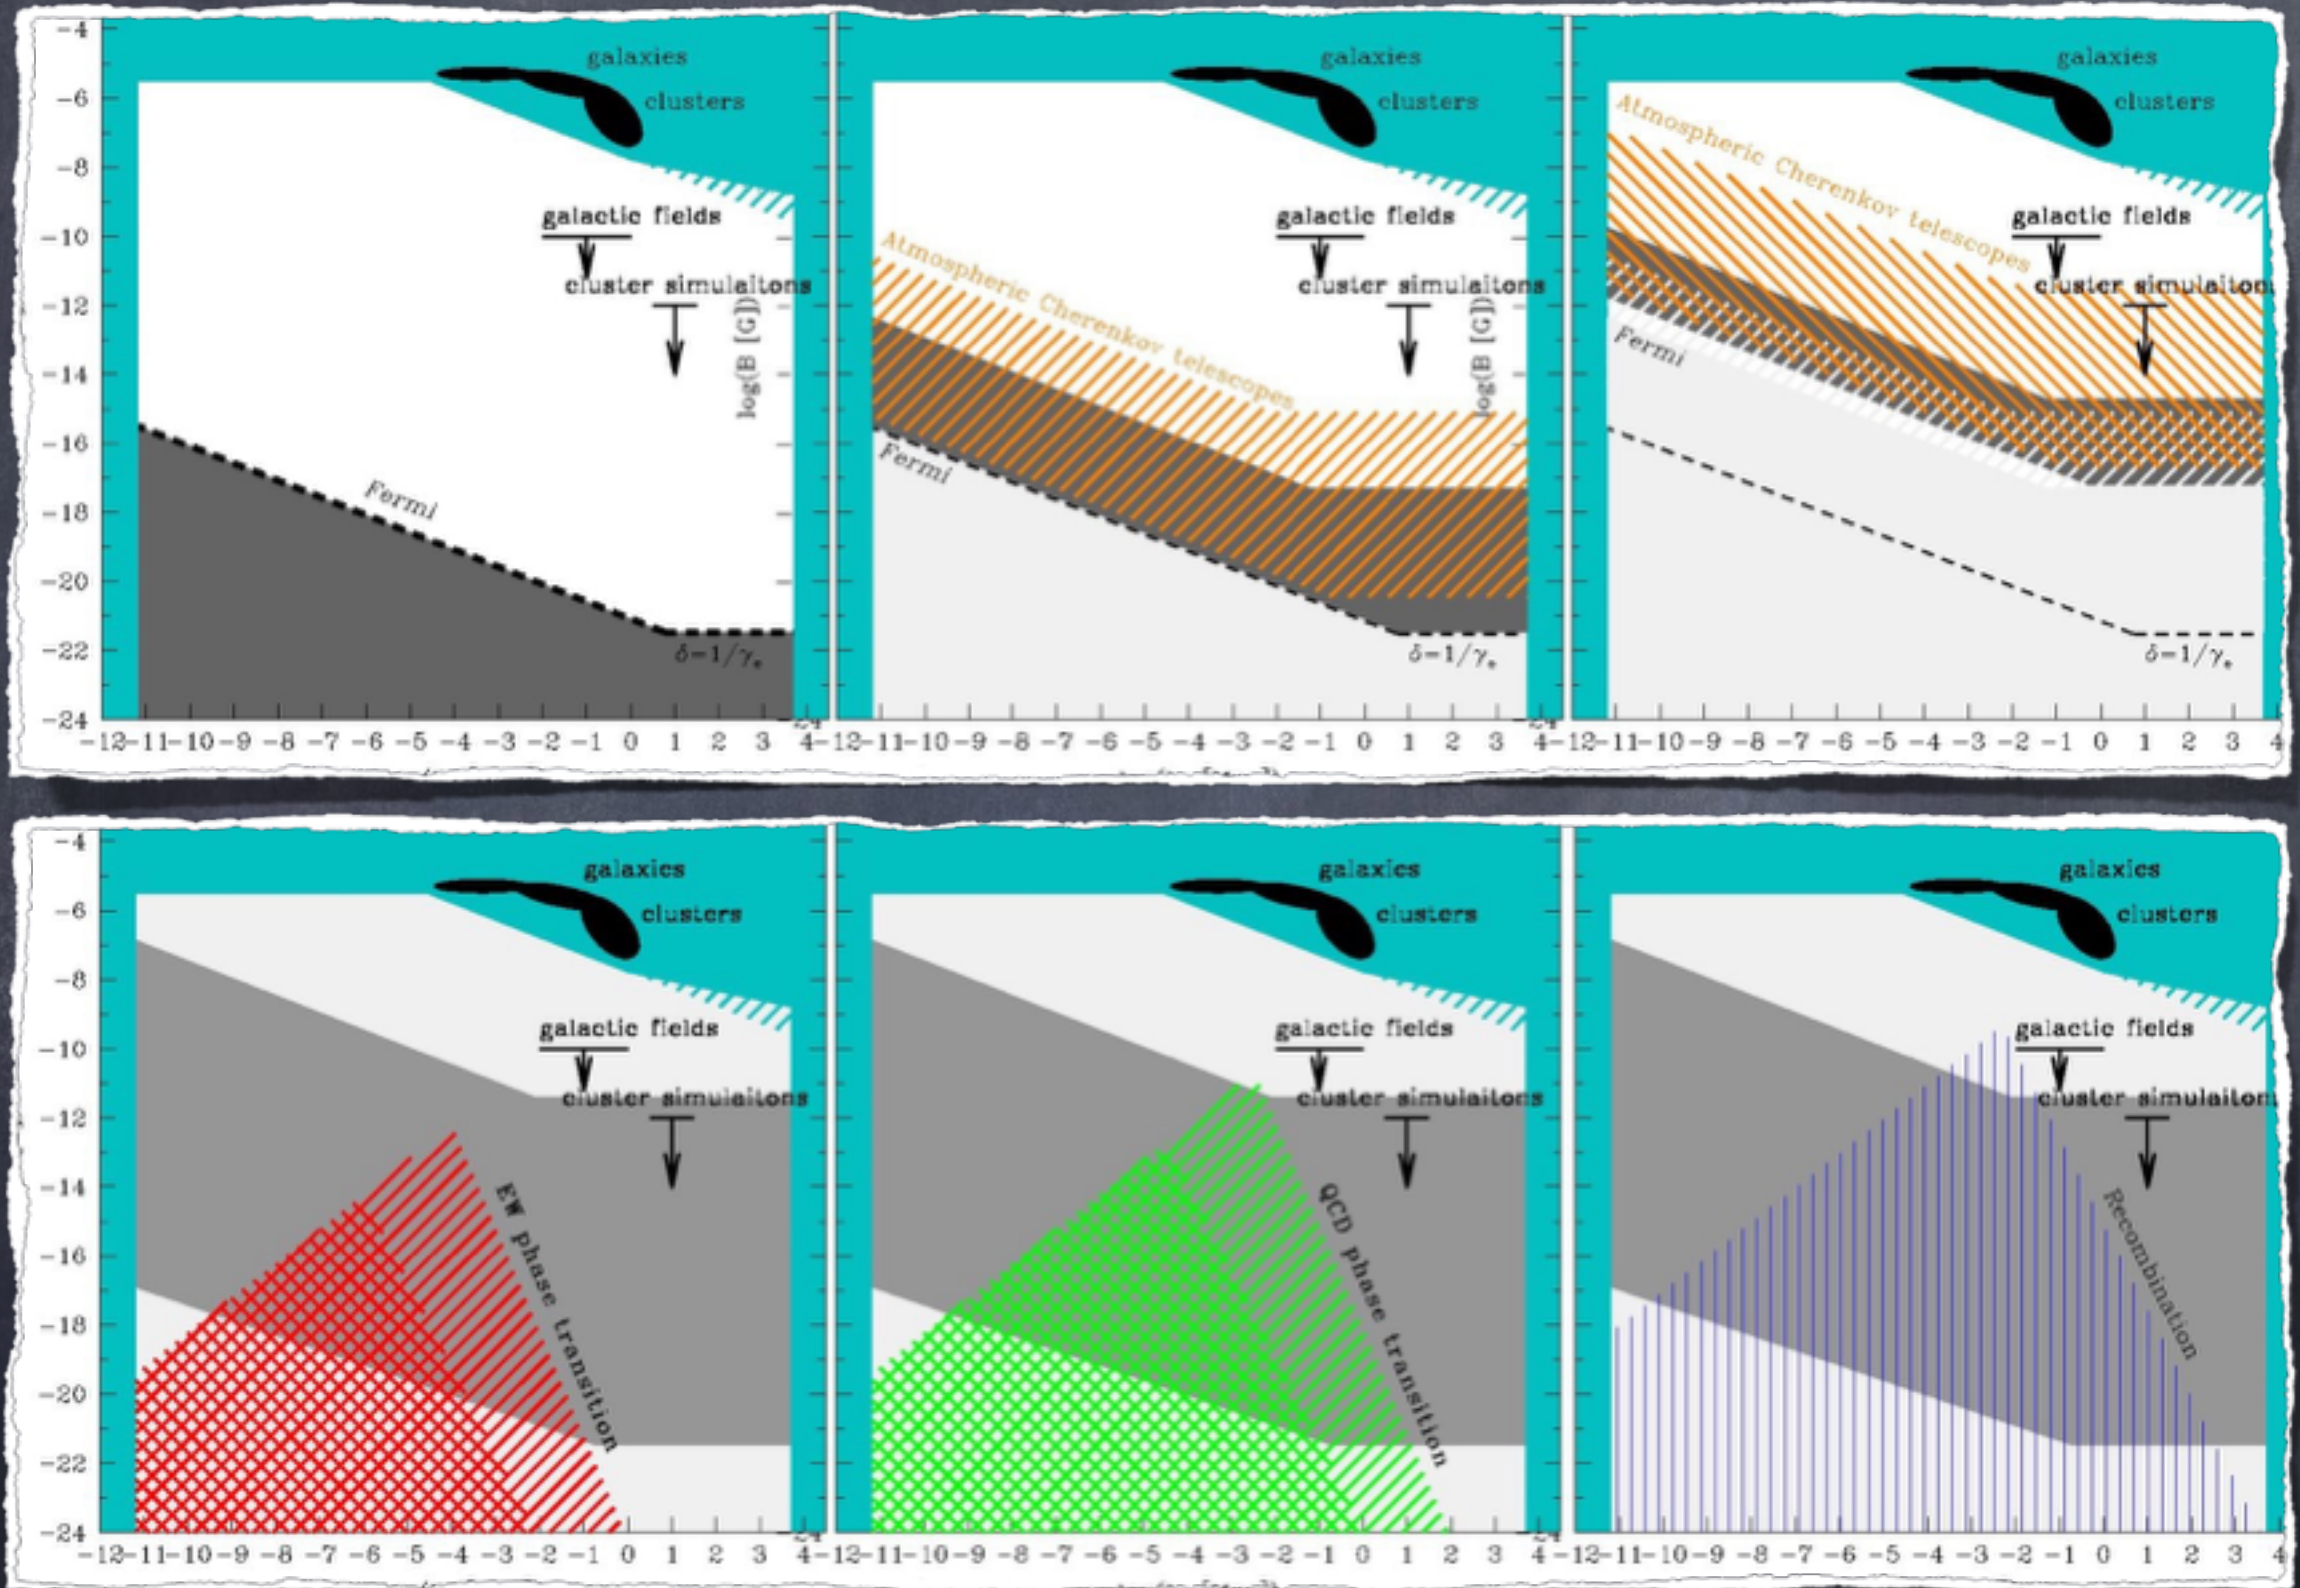 galaxies
clusters
galactic fields
cluster simulaitons
log(B [G])
Fermi
δ=1/γₑ
-4
-6
-8
-10
-12
-14
-16
-18
-20
-22
-24
-12 -11 -10 -9 -8 -7 -6 -5 -4 -3 -2 -1 0 1 2 3 4
galaxies
clusters
Atmospheric Cherenkov telescopes
galactic fields
cluster simulaitons
log(B [G])
Fermi
δ=1/γₑ
-12 -11 -10 -9 -8 -7 -6 -5 -4 -3 -2 -1 0 1 2 3 4
galaxies
clusters
Atmospheric Cherenkov telescopes
galactic fields
cluster simulaiton
Fermi
δ=1/γₑ
-12 -11 -10 -9 -8 -7 -6 -5 -4 -3 -2 -1 0 1 2 3 4
galaxies
clusters
galactic fields
cluster simulaitons
EW phase transition
-4
-6
-8
-10
-12
-14
-16
-18
-20
-22
-24
-12 -11 -10 -9 -8 -7 -6 -5 -4 -3 -2 -1 0 1 2 3 4
galaxies
clusters
galactic fields
cluster simulaitons
QCD phase transition
-12 -11 -10 -9 -8 -7 -6 -5 -4 -3 -2 -1 0 1 2 3 4
galaxies
clusters
galactic fields
cluster simulaiton
Recombination
-12 -11 -10 -9 -8 -7 -6 -5 -4 -3 -2 -1 0 1 2 3 4